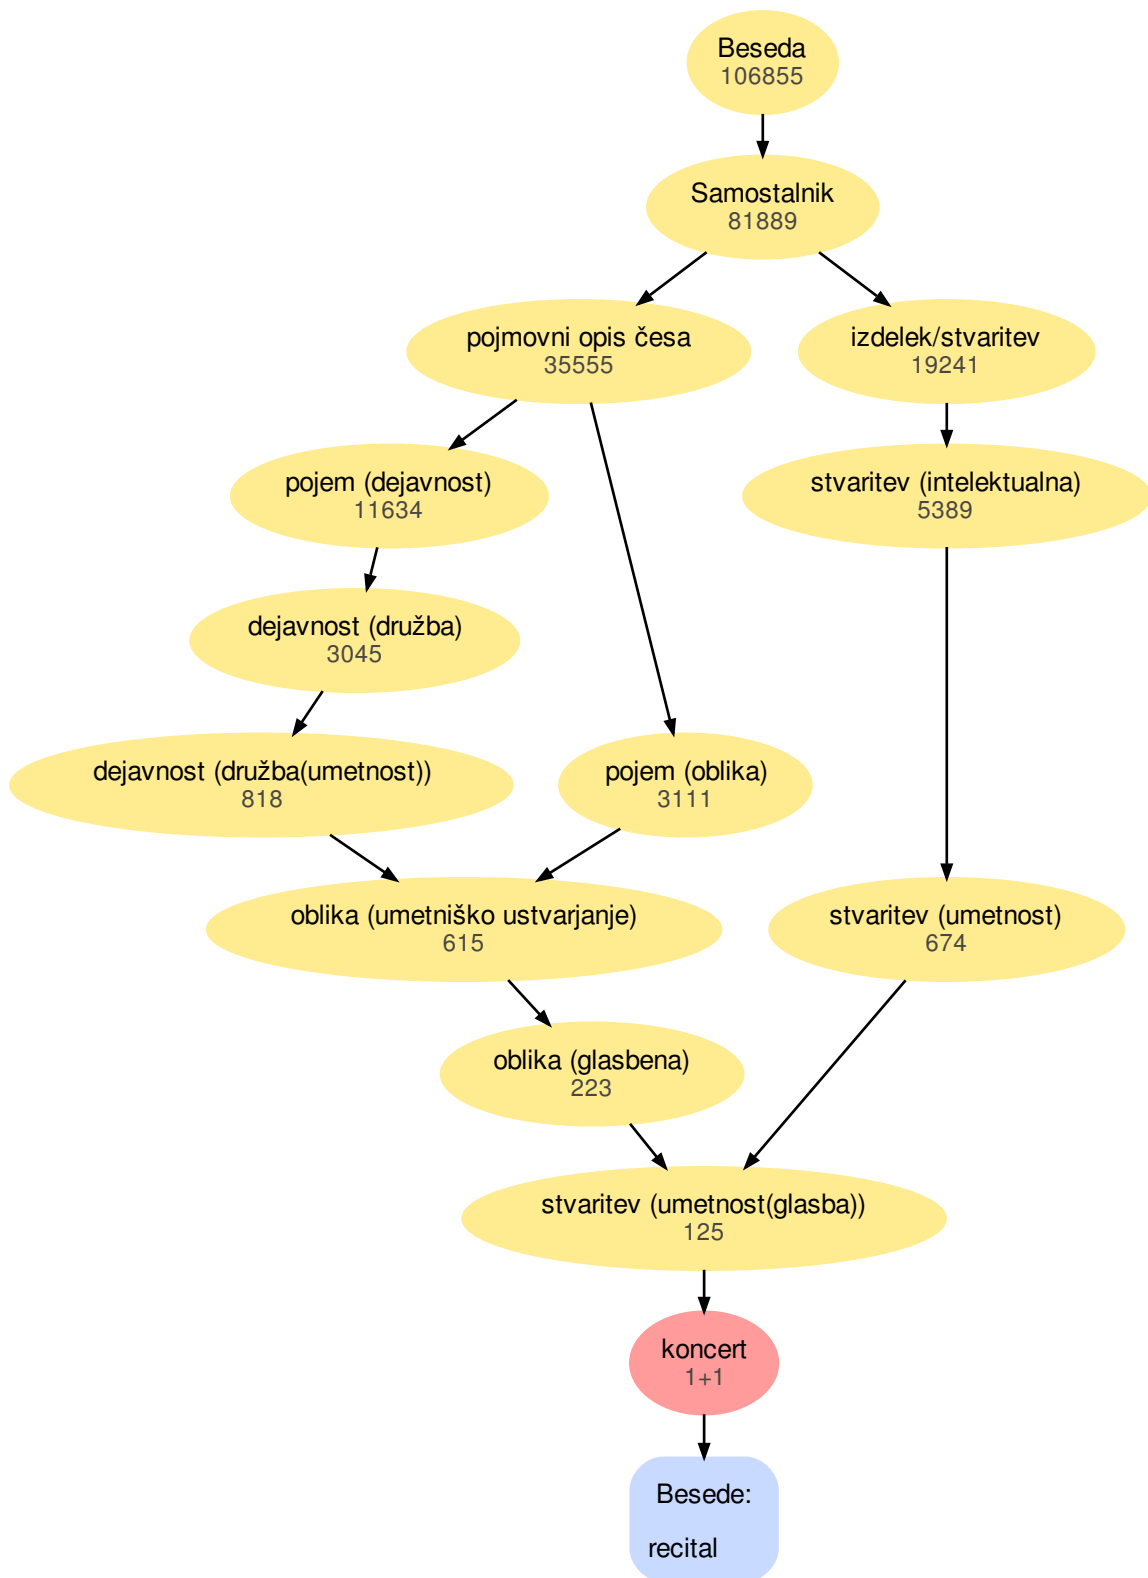 Beseda
106855
Samostalnik
81889
pojmovni opis česa
35555
izdelek/stvaritev
19241
pojem (dejavnost)
11634
stvaritev (intelektualna)
5389
dejavnost (družba)
3045
dejavnost (družba(umetnost))
818
pojem (oblika)
3111
oblika (umetniško ustvarjanje)
615
stvaritev (umetnost)
674
oblika (glasbena)
223
stvaritev (umetnost(glasba))
125
koncert
1+1
Besede:
recital